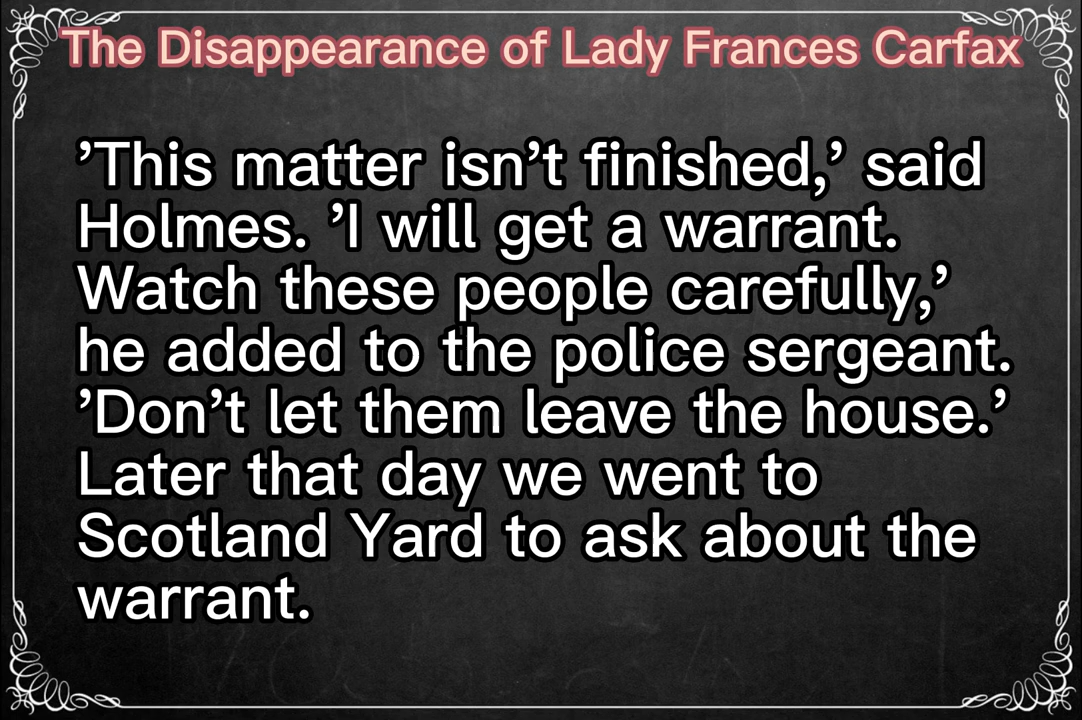 The Disappearance of Lady Frances Carfax
’This matter isn’t finished,’ said
Holmes. ’I will get a warrant.
Watch these people carefully,’
he added to the police sergeant.
’Don’t let them leave the house.’
Later that day we went to
Scotland Yard to ask about the
warrant.